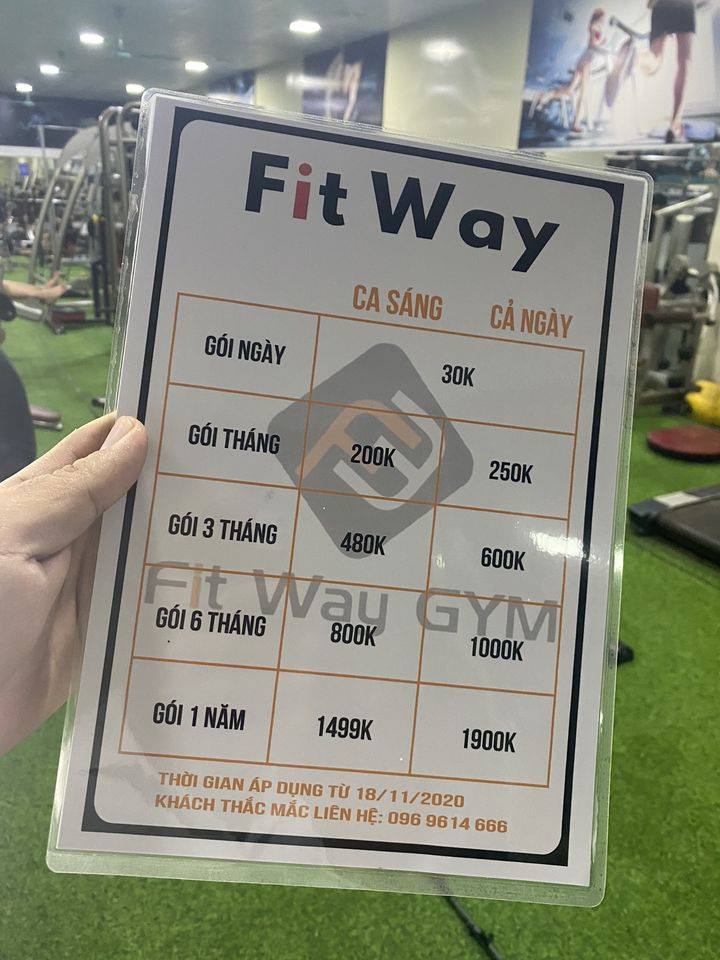 Fit Way
CA SÁNG CẢ NGÀY
GÓI NGÀY 30K
GÓI THÁNG 200K 250K
GÓI 3 THÁNG 480K 600K
Fit Way GYM
GÓI 6 THÁNG 800K 1000K
GÓI 1 NĂM 1499K 1900K
THỜI GIAN ÁP DỤNG TỪ 18/11/2020
KHÁCH THẮC MẮC LIÊN HỆ: 096 9614 666